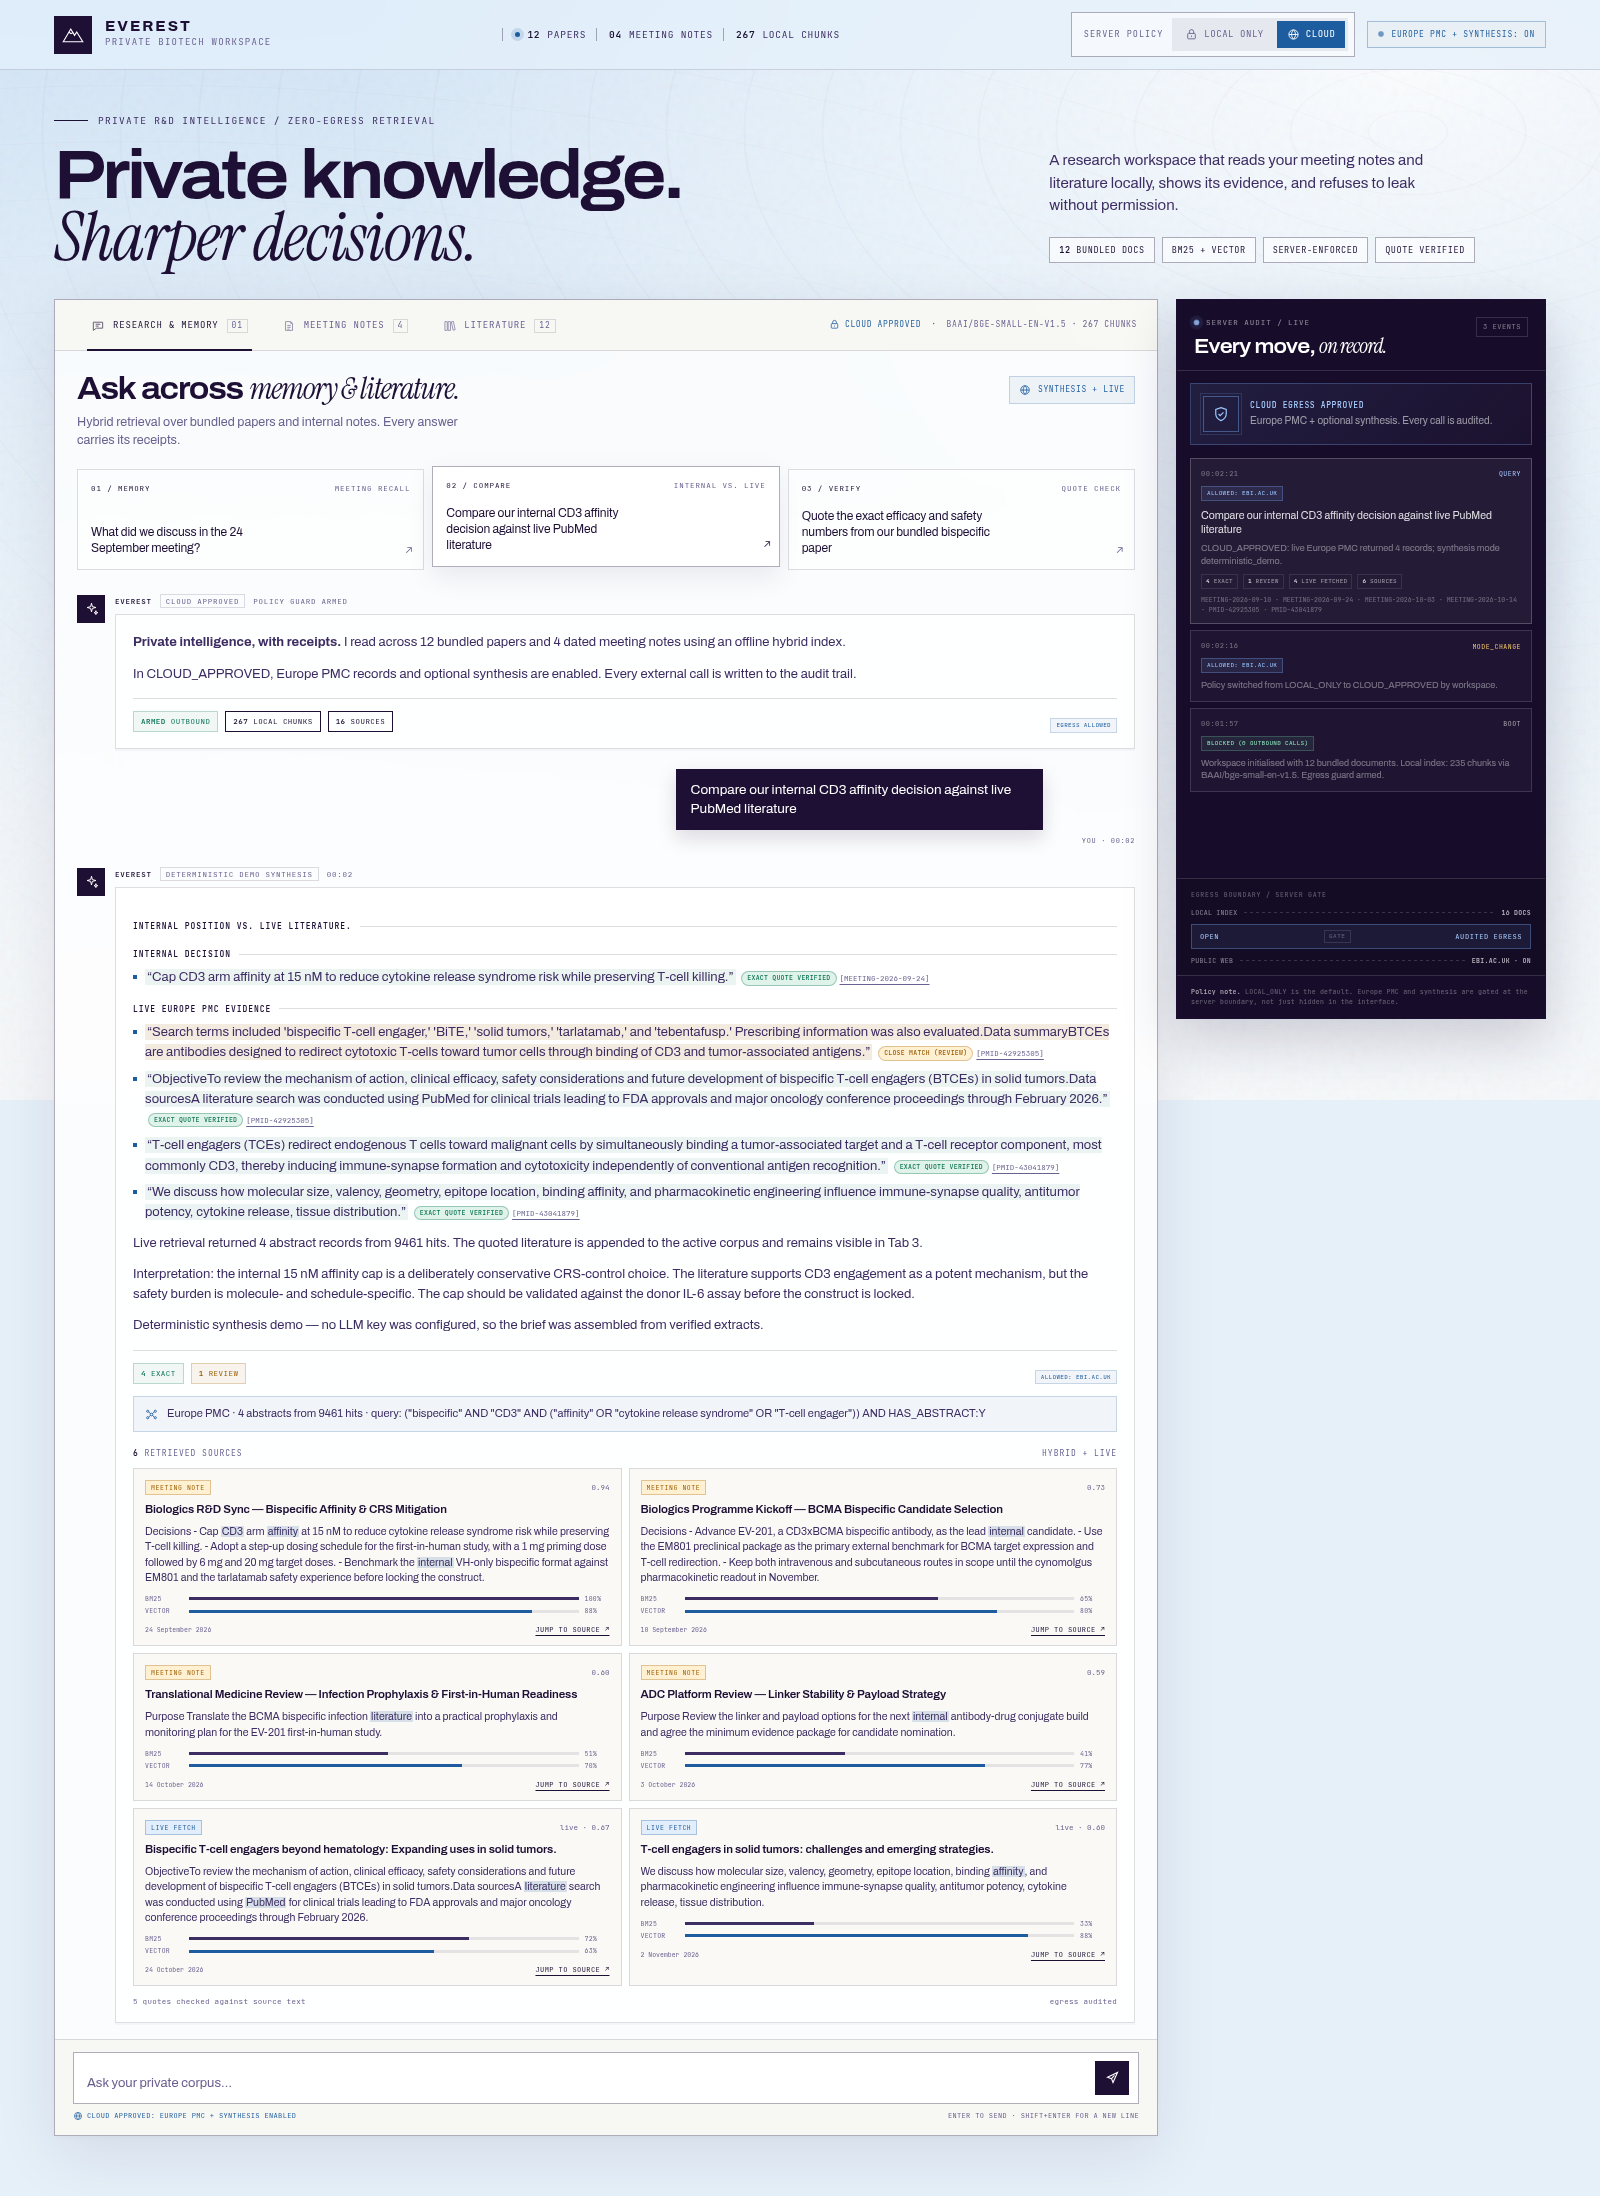 EVEREST
PRIVATE BIOTECH WORKSPACE
12 PAPERS
04 MEETING NOTES
267 LOCAL CHUNKS
SERVER POLICY
LOCAL ONLY
CLOUD
EUROPE PMC + SYNTHESIS: ON
PRIVATE R&D INTELLIGENCE / ZERO-EGRESS RETRIEVAL
Private knowledge.
Sharper decisions.
A research workspace that reads your meeting notes and
literature locally, shows its evidence, and refuses to leak
without permission.
12 BUNDLED DOCS
BM25 + VECTOR
SERVER-ENFORCED
QUOTE VERIFIED
RESEARCH & MEMORY 01
MEETING NOTES 4
LITERATURE 12
CLOUD APPROVED · BAAI/BGE-SMALL-EN-V1.5 · 267 CHUNKS
Ask across memory & literature.
Hybrid retrieval over bundled papers and internal notes. Every answer
carries its receipts.
SYNTHESIS + LIVE
01 / MEMORY
MEETING RECALL
What did we discuss in the 24
September meeting?
02 / COMPARE
INTERNAL VS. LIVE
Compare our internal CD3 affinity
decision against live PubMed
literature
03 / VERIFY
QUOTE CHECK
Quote the exact efficacy and safety
numbers from our bundled bispecific
paper
EVEREST CLOUD APPROVED POLICY GUARD ARMED
Private intelligence, with receipts. I read across 12 bundled papers and 4 dated meeting notes using an offline hybrid index.
In CLOUD_APPROVED, Europe PMC records and optional synthesis are enabled. Every external call is written to the audit trail.
ARMED OUTBOUND
267 LOCAL CHUNKS
16 SOURCES
EGRESS ALLOWED
Compare our internal CD3 affinity decision against live
PubMed literature
YOU · 00:02
EVEREST DETERMINISTIC DEMO SYNTHESIS 00:02
INTERNAL POSITION VS. LIVE LITERATURE.
INTERNAL DECISION
“Cap CD3 arm affinity at 15 nM to reduce cytokine release syndrome risk while preserving T-cell killing.” EXACT QUOTE VERIFIED [MEETING-2026-09-24]
LIVE EUROPE PMC EVIDENCE
“Search terms included 'bispecific T-cell engager,' 'BiTE,' 'solid tumors,' 'tarlatamab,' and 'tebentafusp.' Prescribing information was also evaluated.Data summaryBTCEs
are antibodies designed to redirect cytotoxic T-cells toward tumor cells through binding of CD3 and tumor-associated antigens.” CLOSE MATCH (REVIEW) [PMID-42925305]
“ObjectiveTo review the mechanism of action, clinical efficacy, safety considerations and future development of bispecific T-cell engagers (BTCEs) in solid tumors.Data
sourcesA literature search was conducted using PubMed for clinical trials leading to FDA approvals and major oncology conference proceedings through February 2026.”
EXACT QUOTE VERIFIED [PMID-42925305]
“T-cell engagers (TCEs) redirect endogenous T cells toward malignant cells by simultaneously binding a tumor-associated target and a T-cell receptor component, most
commonly CD3, thereby inducing immune-synapse formation and cytotoxicity independently of conventional antigen recognition.” EXACT QUOTE VERIFIED [PMID-43041879]
“We discuss how molecular size, valency, geometry, epitope location, binding affinity, and pharmacokinetic engineering influence immune-synapse quality, antitumor
potency, cytokine release, tissue distribution.” EXACT QUOTE VERIFIED [PMID-43041879]
Live retrieval returned 4 abstract records from 9461 hits. The quoted literature is appended to the active corpus and remains visible in Tab 3.
Interpretation: the internal 15 nM affinity cap is a deliberately conservative CRS-control choice. The literature supports CD3 engagement as a potent mechanism, but the
safety burden is molecule- and schedule-specific. The cap should be validated against the donor IL-6 assay before the construct is locked.
Deterministic synthesis demo — no LLM key was configured, so the brief was assembled from verified extracts.
4 EXACT
1 REVIEW
ALLOWED: EBI.AC.UK
Europe PMC · 4 abstracts from 9461 hits · query: ("bispecific" AND "CD3" AND ("affinity" OR "cytokine release syndrome" OR "T-cell engager")) AND HAS_ABSTRACT:Y
6 RETRIEVED SOURCES
HYBRID + LIVE
MEETING NOTE
0.94
Biologics R&D Sync — Bispecific Affinity & CRS Mitigation
Decisions - Cap CD3 arm affinity at 15 nM to reduce cytokine release syndrome risk while preserving
T-cell killing. - Adopt a step-up dosing schedule for the first-in-human study, with a 1 mg priming dose
followed by 6 mg and 20 mg target doses. - Benchmark the internal VH-only bispecific format against
EM801 and the tarlatamab safety experience before locking the construct.
BM25 100%
VECTOR 88%
24 September 2026
JUMP TO SOURCE ↗
MEETING NOTE
0.73
Biologics Programme Kickoff — BCMA Bispecific Candidate Selection
Decisions - Advance EV-201, a CD3xBCMA bispecific antibody, as the lead internal candidate. - Use
the EM801 preclinical package as the primary external benchmark for BCMA target expression and
T-cell redirection. - Keep both intravenous and subcutaneous routes in scope until the cynomolgus
pharmacokinetic readout in November.
BM25 65%
VECTOR 80%
10 September 2026
JUMP TO SOURCE ↗
MEETING NOTE
0.60
Translational Medicine Review — Infection Prophylaxis & First-in-Human Readiness
Purpose Translate the BCMA bispecific infection literature into a practical prophylaxis and
monitoring plan for the EV-201 first-in-human study.
BM25 51%
VECTOR 70%
14 October 2026
JUMP TO SOURCE ↗
MEETING NOTE
0.59
ADC Platform Review — Linker Stability & Payload Strategy
Purpose Review the linker and payload options for the next internal antibody-drug conjugate build
and agree the minimum evidence package for candidate nomination.
BM25 41%
VECTOR 77%
3 October 2026
JUMP TO SOURCE ↗
LIVE FETCH
live · 0.67
Bispecific T-cell engagers beyond hematology: Expanding uses in solid tumors.
ObjectiveTo review the mechanism of action, clinical efficacy, safety considerations and future
development of bispecific T-cell engagers (BTCEs) in solid tumors.Data sourcesA literature search
was conducted using PubMed for clinical trials leading to FDA approvals and major oncology
conference proceedings through February 2026.
BM25 72%
VECTOR 63%
24 October 2026
JUMP TO SOURCE ↗
LIVE FETCH
live · 0.60
T-cell engagers in solid tumors: challenges and emerging strategies.
We discuss how molecular size, valency, geometry, epitope location, binding affinity, and
pharmacokinetic engineering influence immune-synapse quality, antitumor potency, cytokine
release, tissue distribution.
BM25 33%
VECTOR 88%
2 November 2026
JUMP TO SOURCE ↗
5 quotes checked against source text
egress audited
Ask your private corpus...
CLOUD APPROVED: EUROPE PMC + SYNTHESIS ENABLED
ENTER TO SEND · SHIFT+ENTER FOR A NEW LINE
SERVER AUDIT / LIVE
Every move, on record.
3 EVENTS
CLOUD EGRESS APPROVED
Europe PMC + optional synthesis. Every call is audited.
00:02:21
QUERY
ALLOWED: EBI.AC.UK
Compare our internal CD3 affinity decision against live PubMed
literature
CLOUD_APPROVED: live Europe PMC returned 4 records; synthesis mode
deterministic_demo.
4 EXACT
1 REVIEW
4 LIVE FETCHED
6 SOURCES
MEETING-2026-09-10 · MEETING-2026-09-24 · MEETING-2026-10-03 · MEETING-2026-10-14
· PMID-42925305 · PMID-43041879
00:02:16
MODE_CHANGE
ALLOWED: EBI.AC.UK
Policy switched from LOCAL_ONLY to CLOUD_APPROVED by workspace.
00:01:57
BOOT
BLOCKED (0 OUTBOUND CALLS)
Workspace initialised with 12 bundled documents. Local index: 235 chunks via
BAAI/bge-small-en-v1.5. Egress guard armed.
EGRESS BOUNDARY / SERVER GATE
LOCAL INDEX
16 DOCS
OPEN
GATE
AUDITED EGRESS
PUBLIC WEB
EBI.AC.UK · ON
Policy note. LOCAL_ONLY is the default. Europe PMC and synthesis are gated at the
server boundary, not just hidden in the interface.